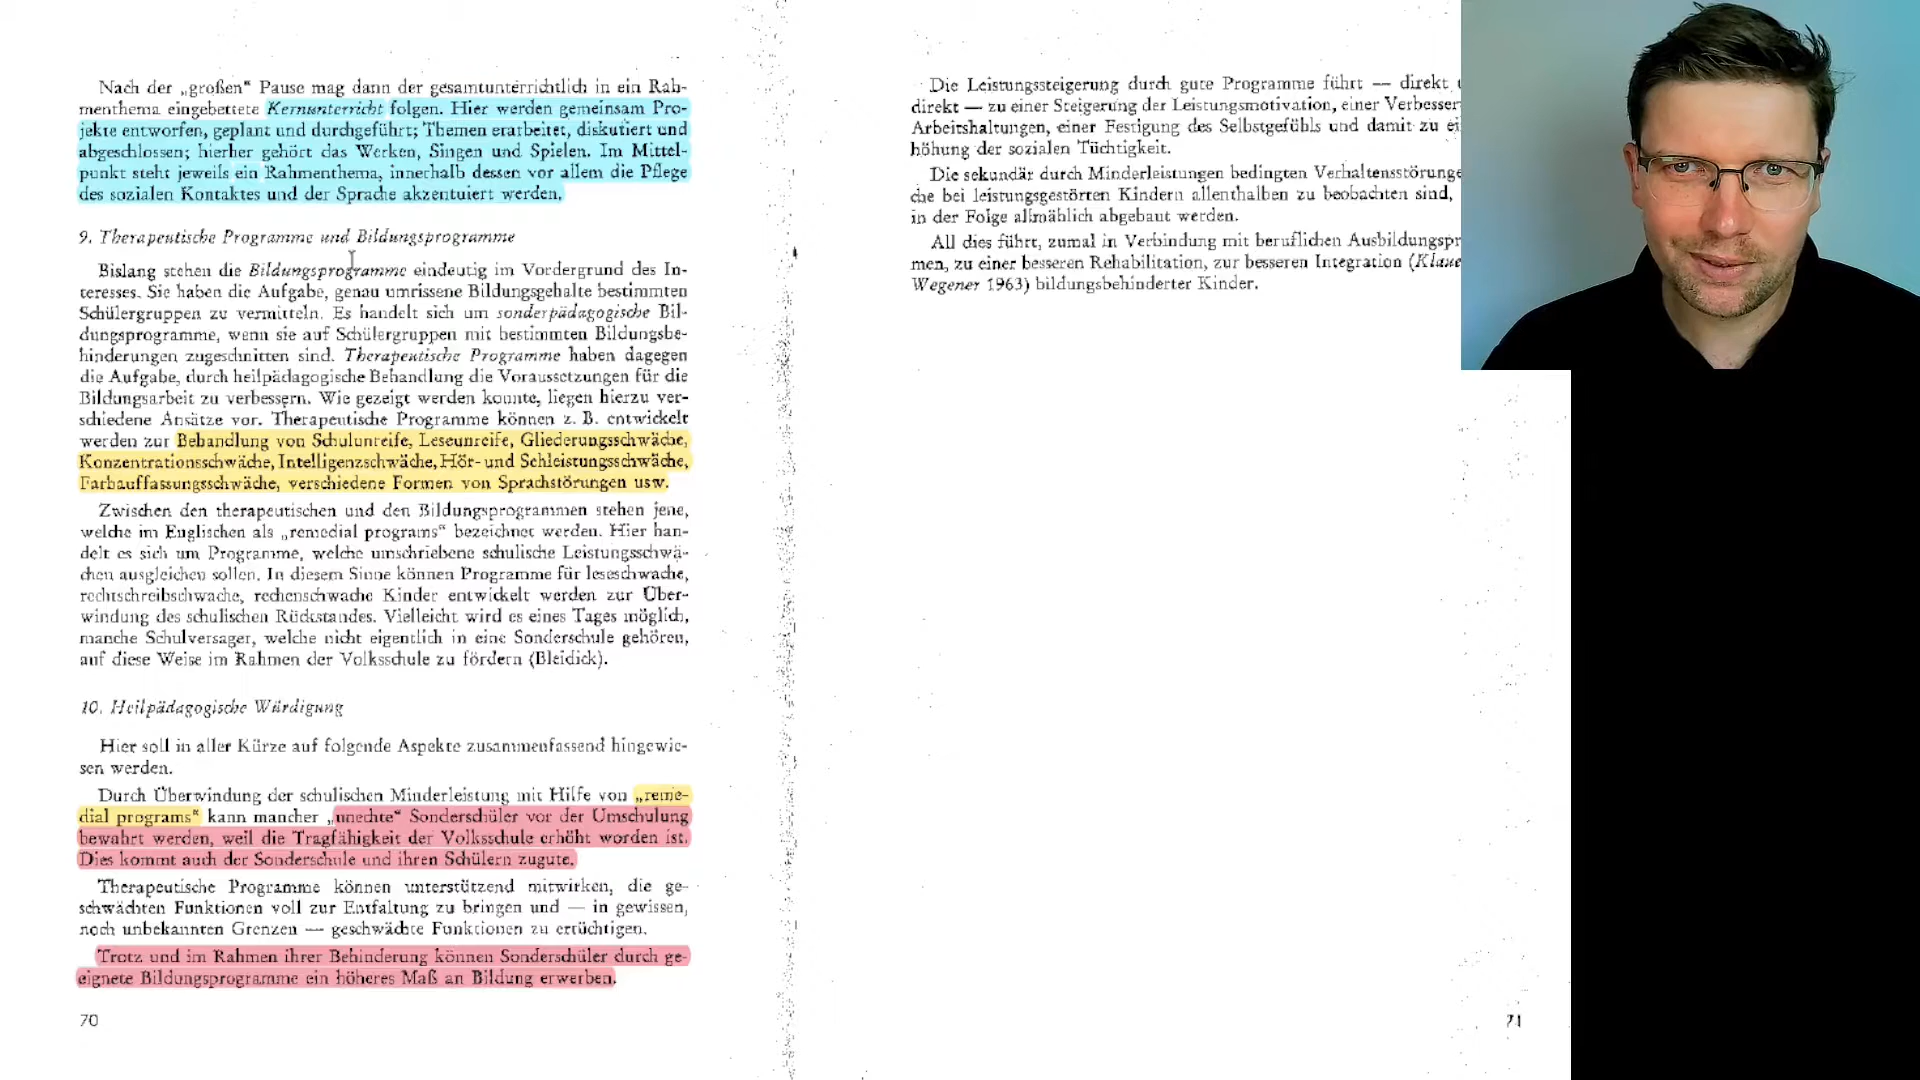 Nach der „großen“ Pause mag dann der gesamtunterrichtlich in ein Rah-
menthema eingebettete Kernunterricht folgen. Hier werden gemeinsam Pro-
jekte entworfen, geplant und durchgeführt; Themen erarbeitet, diskutiert und
abgeschlossen; hierher gehört das Werken, Singen und Spielen. Im Mittel-
punkt steht jeweils ein Rahmenthema, innerhalb dessen vor allem die Pflege
des sozialen Kontaktes und der Sprache akzentuiert werden.
9. Therapeutische Programme und Bildungsprogramme
Bislang stehen die Bildungsprogramme eindeutig im Vordergrund des In-
teresses. Sie haben die Aufgabe, genau umrissene Bildungsgehalte bestimmten
Schülergruppen zu vermitteln. Es handelt sich um sonderpädagogische Bil-
dungsprogramme, wenn sie auf Schülergruppen mit bestimmten Bildungsbe-
hinderungen zugeschnitten sind. Therapeutische Programme haben dagegen
die Aufgabe, durch heilpädagogische Behandlung die Voraussetzungen für die
Bildungsarbeit zu verbessern. Wie gezeigt werden konnte, liegen hierzu ver-
schiedene Ansätze vor. Therapeutische Programme können z. B. entwickelt
werden zur Behandlung von Schulunreife, Leseunreife, Gliederungsschwäche,
Konzentrationsschwäche, Intelligenzschwäche, Hör- und Sehleistungsschwäche,
Farbauffassungsschwäche, verschiedene Formen von Sprachstörungen usw.
Zwischen den therapeutischen und den Bildungsprogrammen stehen jene,
welche im Englischen als „remedial programs“ bezeichnet werden. Hier han-
delt es sich um Programme, welche umschriebene schulische Leistungsschwä-
chen ausgleichen sollen. In diesem Sinne können Programme für leseschwache,
rechtschreibschwache, rechenschwache Kinder entwickelt werden zur Über-
windung des schulischen Rückstandes. Vielleicht wird es eines Tages möglich,
manche Schulversager, welche nicht eigentlich in eine Sonderschule gehören,
auf diese Weise im Rahmen der Volksschule zu fördern (Bleidick).
10. Heilpädagogische Würdigung
Hier soll in aller Kürze auf folgende Aspekte zusammenfassend hingewie-
sen werden.
Durch Überwindung der schulischen Minderleistung mit Hilfe von „reme-
dial programs“ kann mancher „unechte“ Sonderschüler vor der Umschulung
bewahrt werden, weil die Tragfähigkeit der Volksschule erhöht worden ist.
Dies kommt auch der Sonderschule und ihren Schülern zugute.
Therapeutische Programme können unterstützend mitwirken, die ge-
schwächten Funktionen voll zur Entfaltung zu bringen und — in gewissen,
noch unbekannten Grenzen — geschwächte Funktionen zu ertüchtigen.
Trotz und im Rahmen ihrer Behinderung können Sonderschüler durch ge-
eignete Bildungsprogramme ein höheres Maß an Bildung erwerben.
70
Die Leistungssteigerung durch gute Programme führt — direkt
direkt — zu einer Steigerung der Leistungsmotivation, einer Verbesser
Arbeitshaltungen, einer Festigung des Selbstgefühls und damit zu ei
höhung der sozialen Tüchtigkeit.
Die sekundär durch Minderleistungen bedingten Verhaltensstörunge
che bei leistungsgestörten Kindern allenthalben zu beobachten sind,
in der Folge allmählich abgebaut werden.
All dies führt, zumal in Verbindung mit beruflichen Ausbildungspr
men, zu einer besseren Rehabilitation, zur besseren Integration (Klaue
Wegener 1963) bildungsbehinderter Kinder.
71